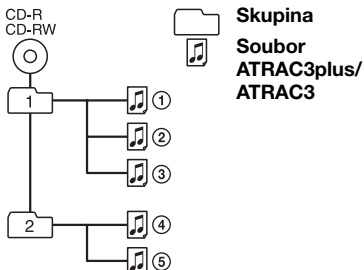 CD-R
CD-RW
Skupina
Soubor
ATRAC3plus/
ATRAC3
1
①
②
③
2
④
⑤